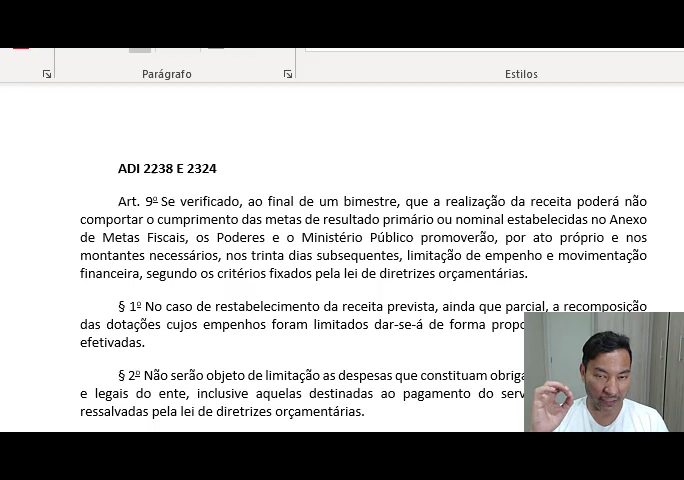 Parágrafo
Estilos
ADI 2238 E 2324
Art. 9º Se verificado, ao final de um bimestre, que a realização da receita poderá não
comportar o cumprimento das metas de resultado primário ou nominal estabelecidas no Anexo
de Metas Fiscais, os Poderes e o Ministério Público promoverão, por ato próprio e nos
montantes necessários, nos trinta dias subsequentes, limitação de empenho e movimentação
financeira, segundo os critérios fixados pela lei de diretrizes orçamentárias.
§ 1º No caso de restabelecimento da receita prevista, ainda que parcial, a recomposição
das dotações cujos empenhos foram limitados dar-se-á de forma
efetivadas.
§ 2º Não serão objeto de limitação as despesas que constituam
e legais do ente, inclusive aquelas destinadas ao pagamento do
ressalvadas pela lei de diretrizes orçamentárias.